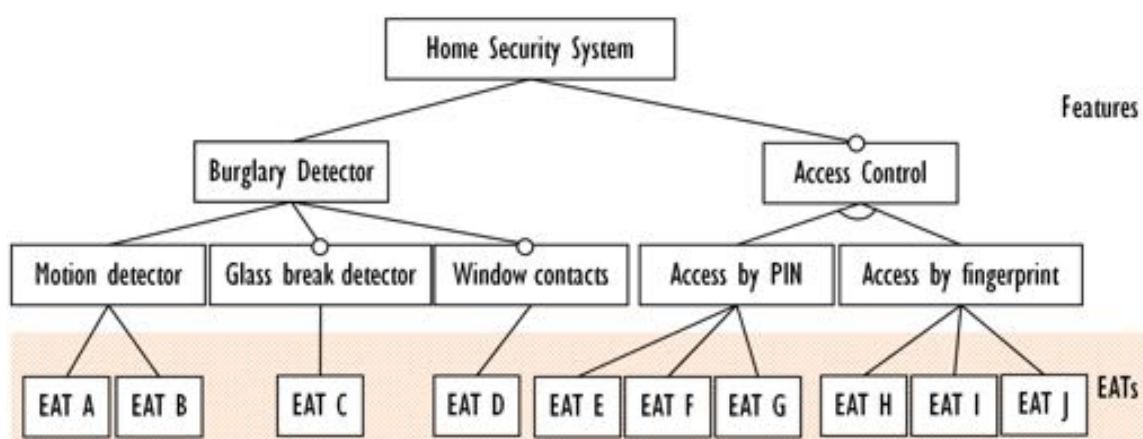 Home Security System
Features
Burglary Detector
Access Control
Motion detector
Glass break detector
Window contacts
Access by PIN
Access by fingerprint
EAT A
EAT B
EAT C
EAT D
EAT E
EAT F
EAT G
EAT H
EAT I
EAT J
EATs